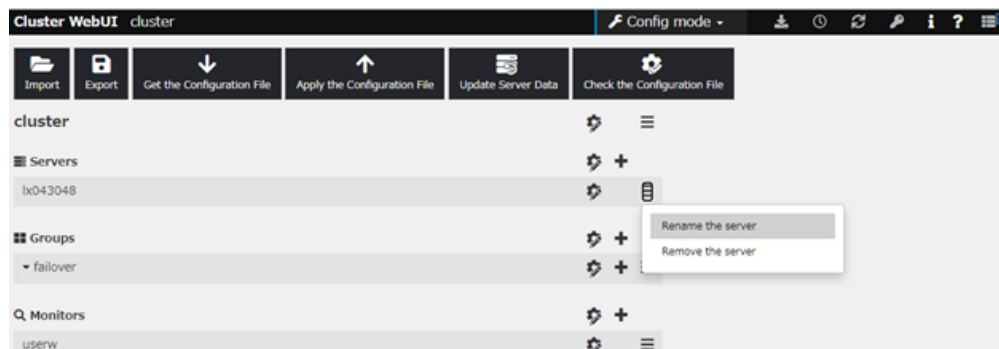 Cluster WebUI cluster Config mode
Import Export Get the Configuration File Apply the Configuration File Update Server Data Check the Configuration File
cluster
Servers
lx043048
Rename the server
Remove the server
Groups
failover
Monitors
userw